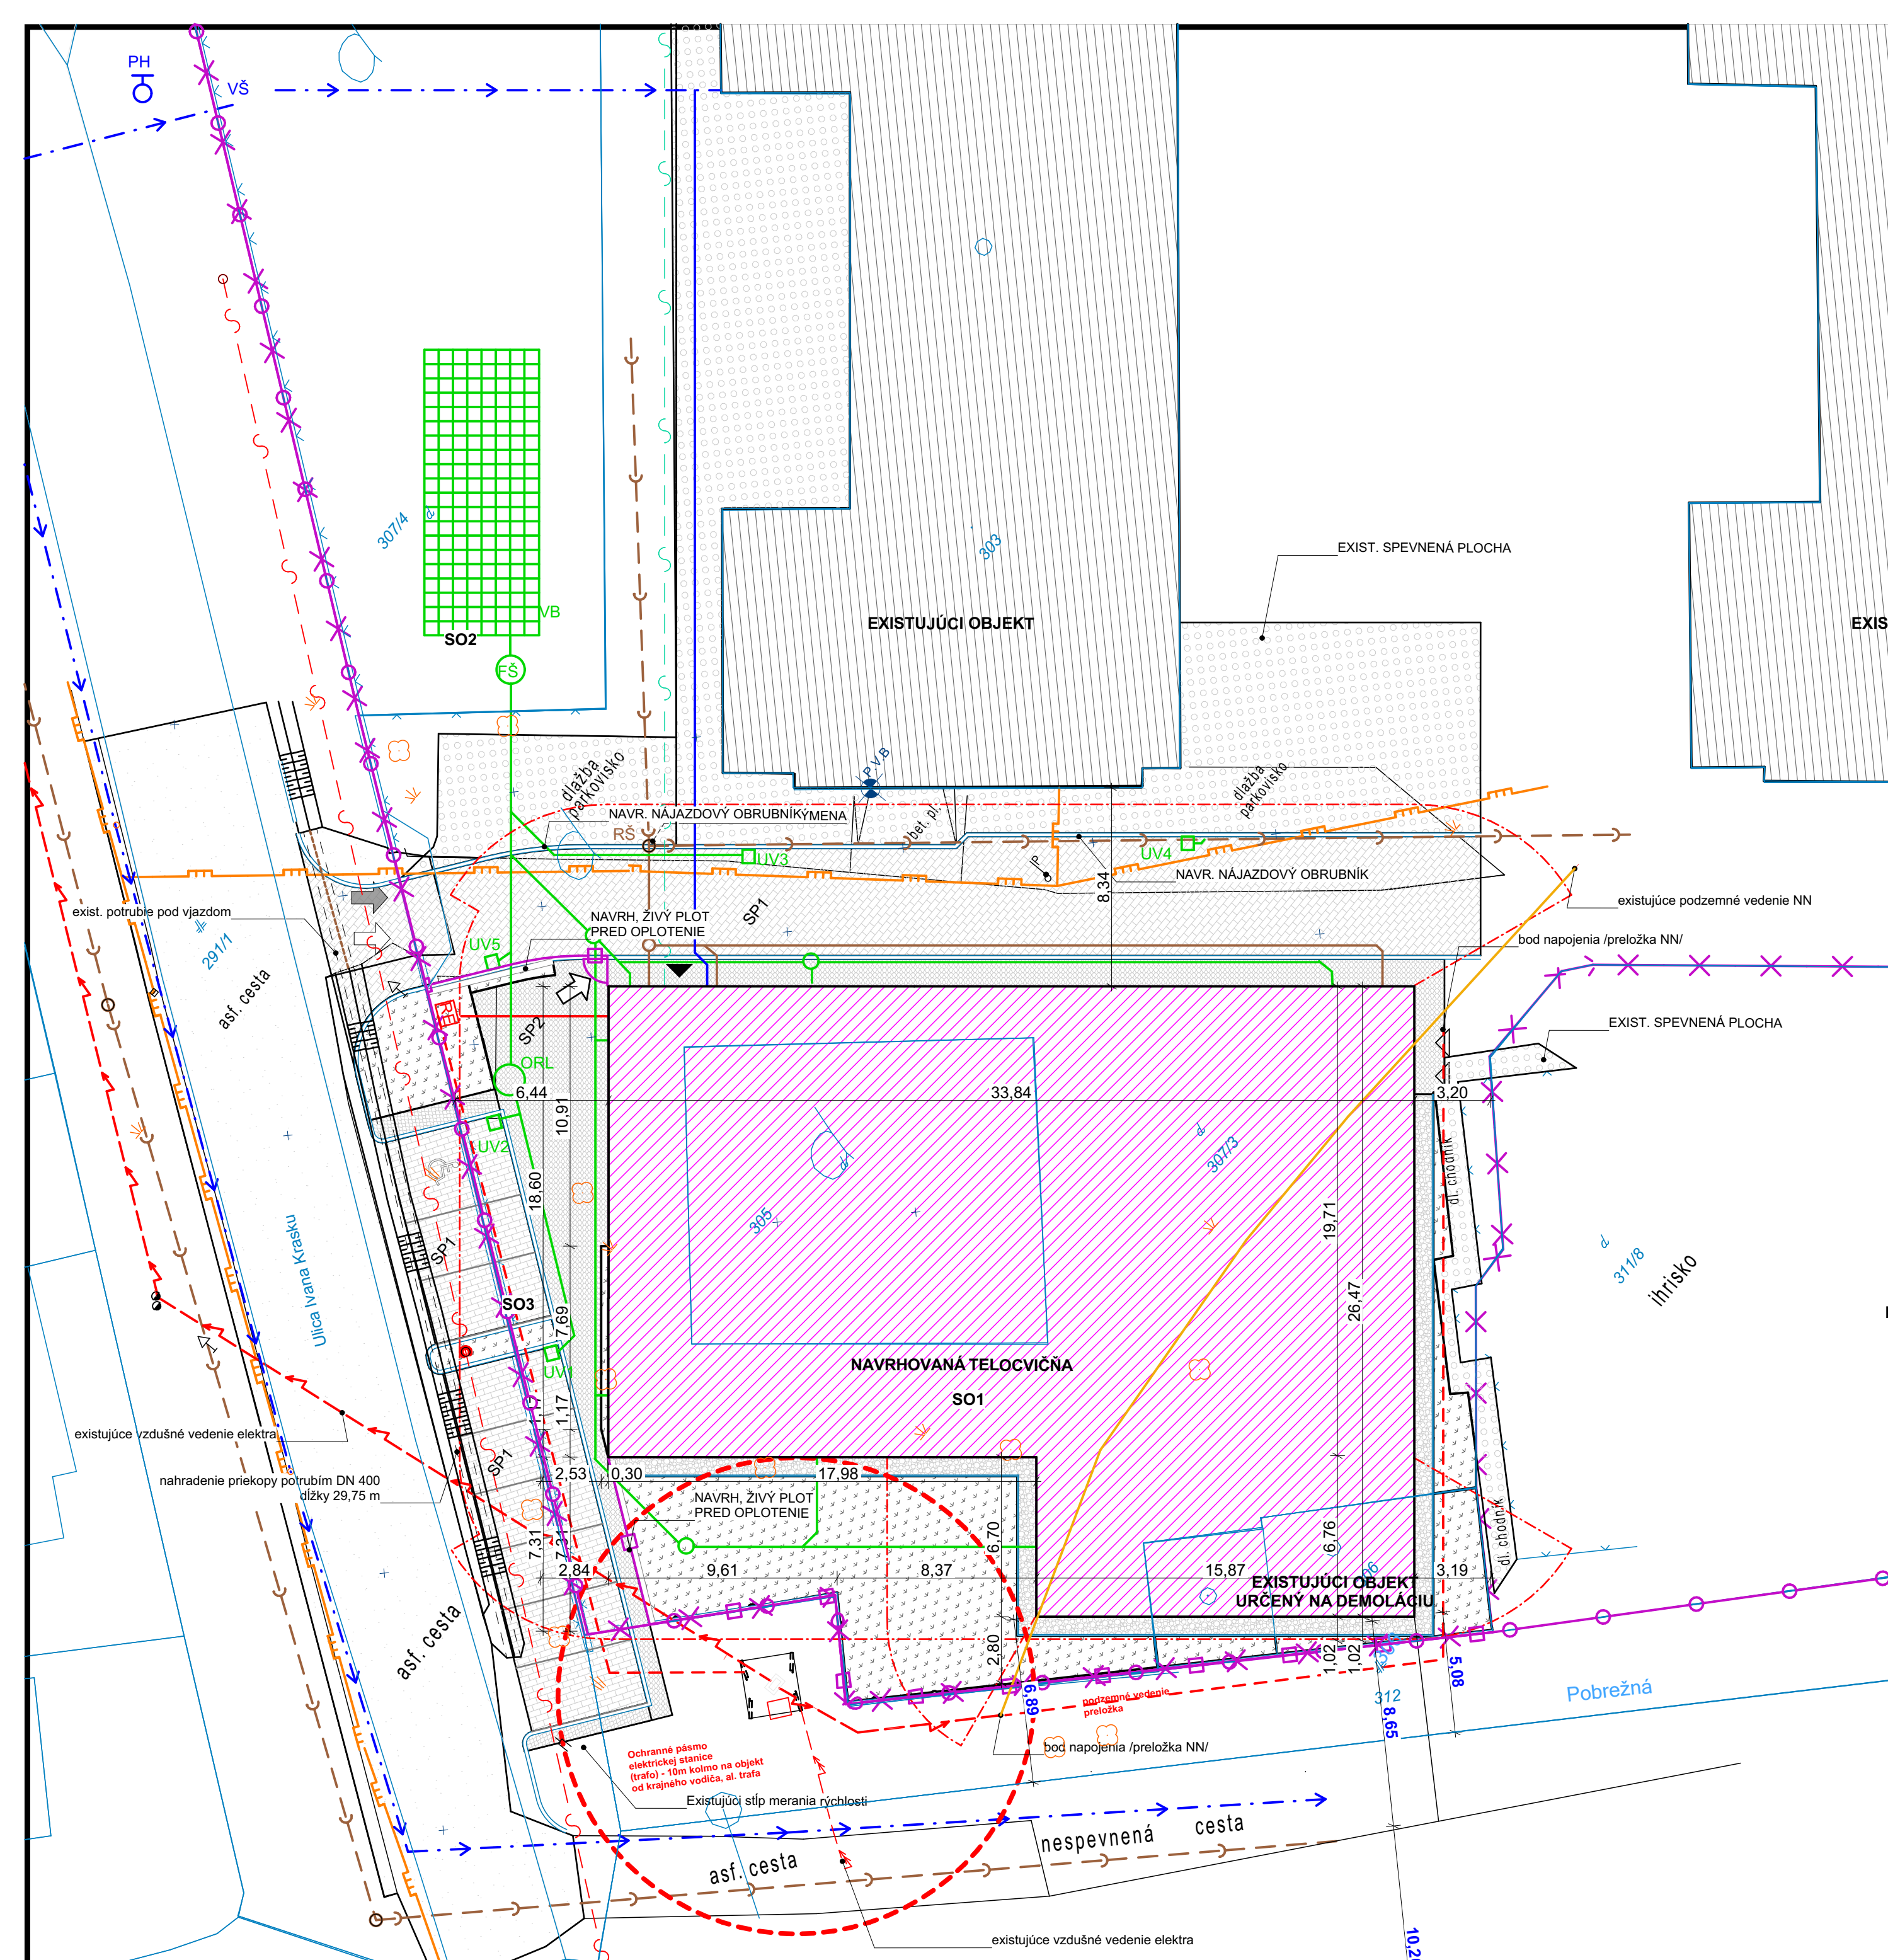 PH
VŠ
307/4
303
EXIST. SPEVNENÁ PLOCHA
VB
SO2
EXISTUJÚCI OBJEKT
EXIS
FŠ
P.V.B
dlažba
parkovisko
dlažba
parkovisko
NAVR. NÁJAZDOVÝ OBRUBNÍK
ÝMENA
RŠ
bet. pl.
UV3
UV4
IP
NAVR. NÁJAZDOVÝ OBRUBNÍK
8,34
existujúce podzemné vedenie NN
exist. potrubie pod vjazdom
NAVRH, ŽIVÝ PLOT
PRED OPLOTENIE
SP1
291/1
UV5
bod napojenia /preložka NN/
asf. cesta
RE
SP2
EXIST. SPEVNENÁ PLOCHA
ORL
6,44
33,84
3,20
10,91
UV2
307/3
dl. chodník
18,60
305
19,71
Ulica Ivana Krasku
SP1
311/8
ihrisko
SO3
7,69
26,47
UV1
NAVRHOVANÁ TELOCVIČŇA
SO1
1,17
existujúce vzdušné vedenie elektra
SP1
nahradenie priekopy potrubím DN 400
dĺžky 29,75 m
2,53
0,30
17,98
NAVRH, ŽIVÝ PLOT
PRED OPLOTENIE
dl. chodník
7,31
7,31
6,70
6,76
2,84
9,61
8,37
15,87
3,19
EXISTUJÚCI OBJEKT
URČENÝ NA DEMOLÁCIU
asf. cesta
2,80
1,02
1,02
5,08
6,89
podzemné vedenie
preložka
312
8,65
Pobrežná
bod napojenia /preložka NN/
Ochranné pásmo
elektrickej stanice
(trafo) - 10m kolmo na objekt
od krajného vodiča, al. trafa
Existujúci stĺp merania rýchlosti
nespevnená cesta
asf. cesta
existujúce vzdušné vedenie elektra
10,2